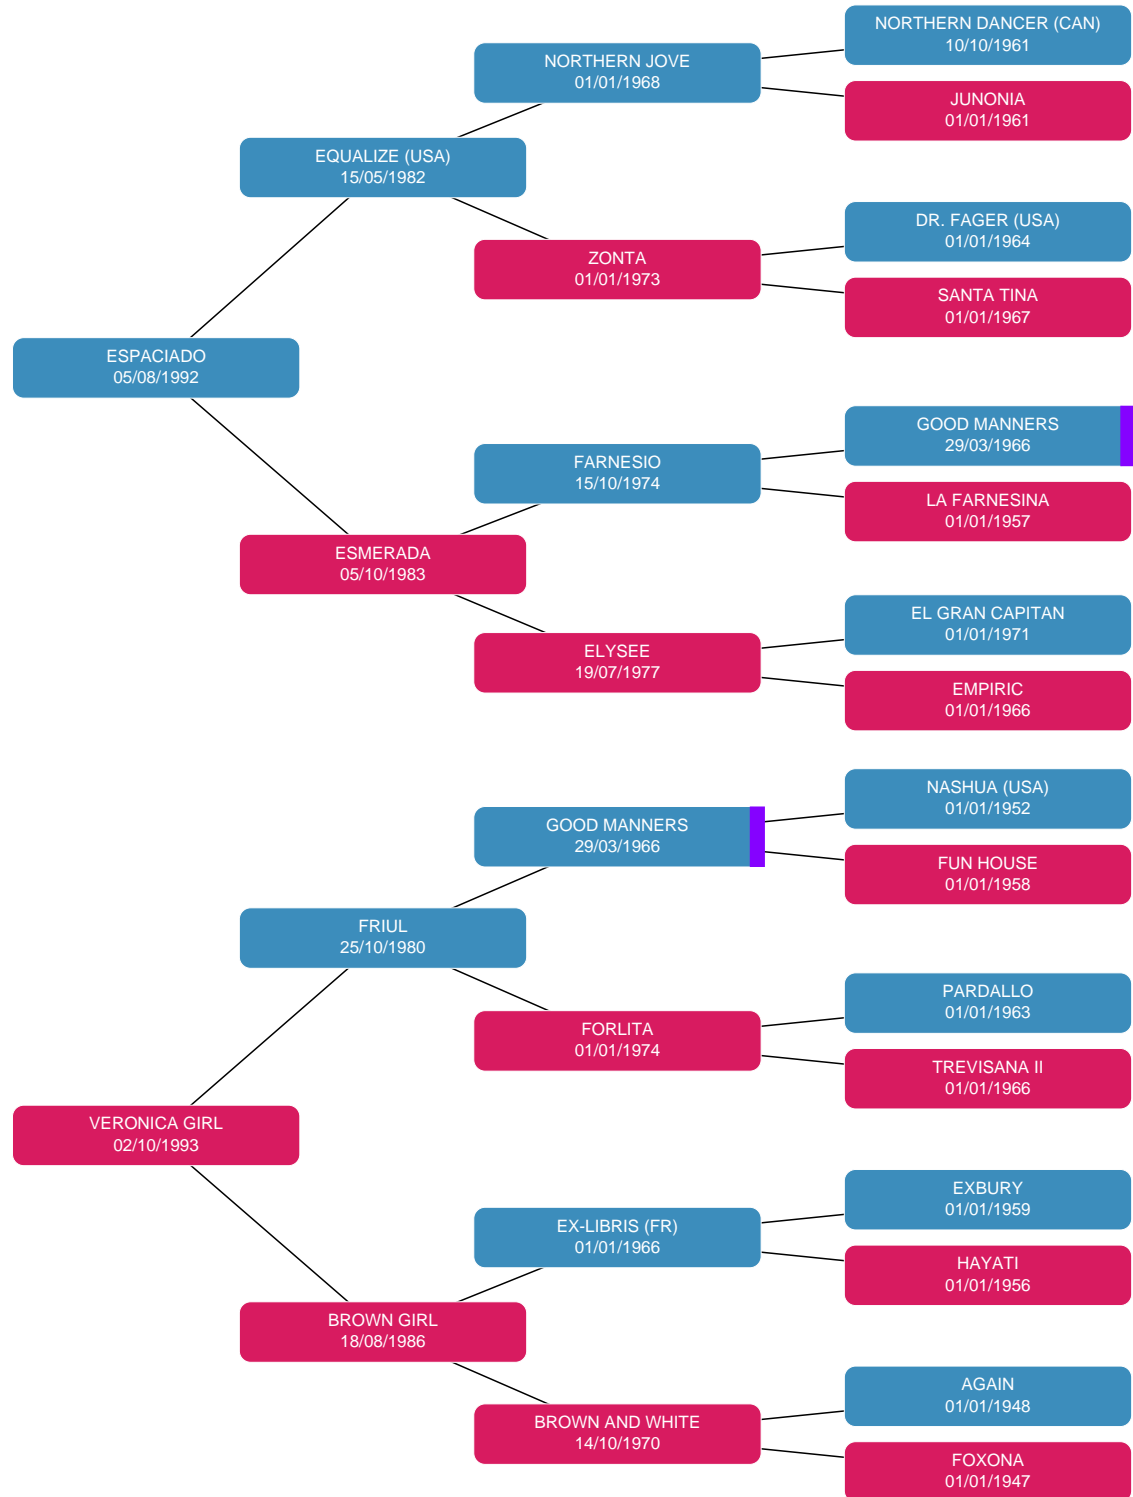 NORTHERN DANCER (CAN)
10/10/1961
NORTHERN JOVE
01/01/1968
JUNONIA
01/01/1961
EQUALIZE (USA)
15/05/1982
DR. FAGER (USA)
01/01/1964
ZONTA
01/01/1973
SANTA TINA
01/01/1967
ESPACIADO
05/08/1992
GOOD MANNERS
29/03/1966
FARNESIO
15/10/1974
LA FARNESINA
01/01/1957
ESMERADA
05/10/1983
EL GRAN CAPITAN
01/01/1971
ELYSEE
19/07/1977
EMPIRIC
01/01/1966
NASHUA (USA)
01/01/1952
GOOD MANNERS
29/03/1966
FUN HOUSE
01/01/1958
FRIUL
25/10/1980
PARDALLO
01/01/1963
FORLITA
01/01/1974
TREVISANA II
01/01/1966
VERONICA GIRL
02/10/1993
EXBURY
01/01/1959
EX-LIBRIS (FR)
01/01/1966
HAYATI
01/01/1956
BROWN GIRL
18/08/1986
AGAIN
01/01/1948
BROWN AND WHITE
14/10/1970
FOXONA
01/01/1947